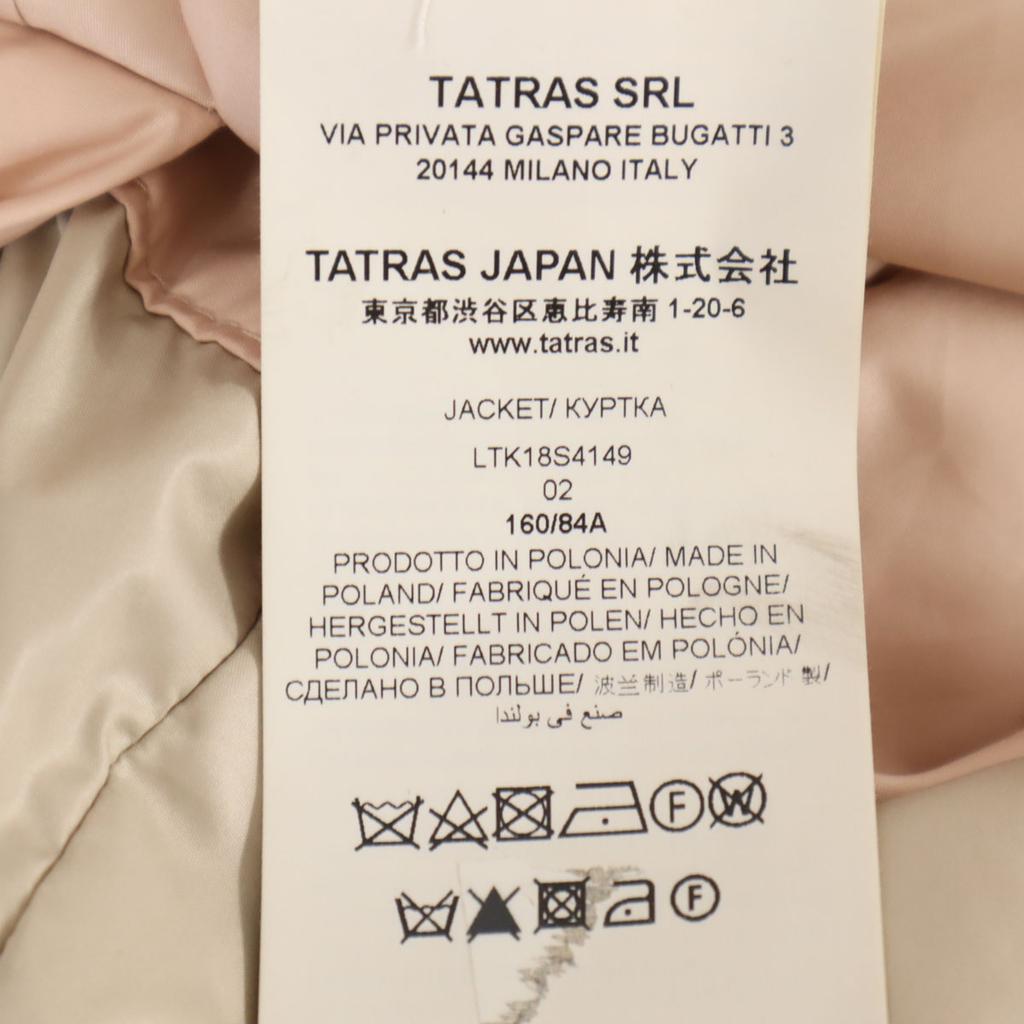 TATRAS SRL
VIA PRIVATA GASPARE BUGATTI 3
20144 MILANO ITALY
TATRAS JAPAN 株式会社
東京都渋谷区恵比寿南 1-20-6
www.tatras.it
JACKET/ КУРТКА
LTK18S4149
02
160/84A
PRODOTTO IN POLONIA/ MADE IN
POLAND/ FABRIQUÉ EN POLOGNE/
HERGESTELLT IN POLEN/ HECHO EN
POLONIA/ FABRICADO EM POLÓNIA/
СДЕЛАНО В ПОЛЬШЕ/ 波兰制造/ ポーランド 製/
صنع في بولندا
F W
F